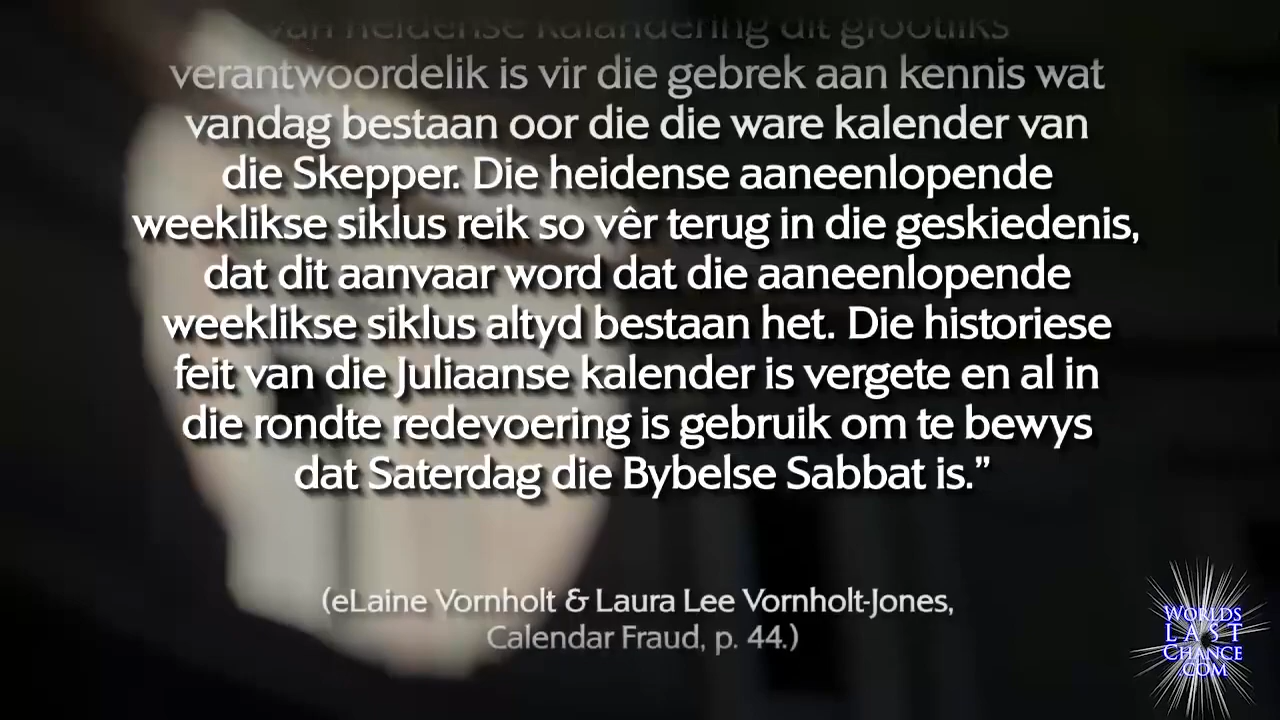 van heidense kalandering dit grootliks
verantwoordelik is vir die gebrek aan kennis wat
vandag bestaan oor die die ware kalender van
die Skepper. Die heidense aaneenlopende
weeklikse siklus reik so vêr terug in die geskiedenis,
dat dit aanvaar word dat die aaneenlopende
weeklikse siklus altyd bestaan het. Die historiese
feit van die Juliaanse kalender is vergete en al in
die rondte redevoering is gebruik om te bewys
dat Saterdag die Bybelse Sabbat is.”
(eLaine Vornholt & Laura Lee Vornholt-Jones,
Calendar Fraud, p. 44.)
WORLDS
LAST
CHANCE
.COM